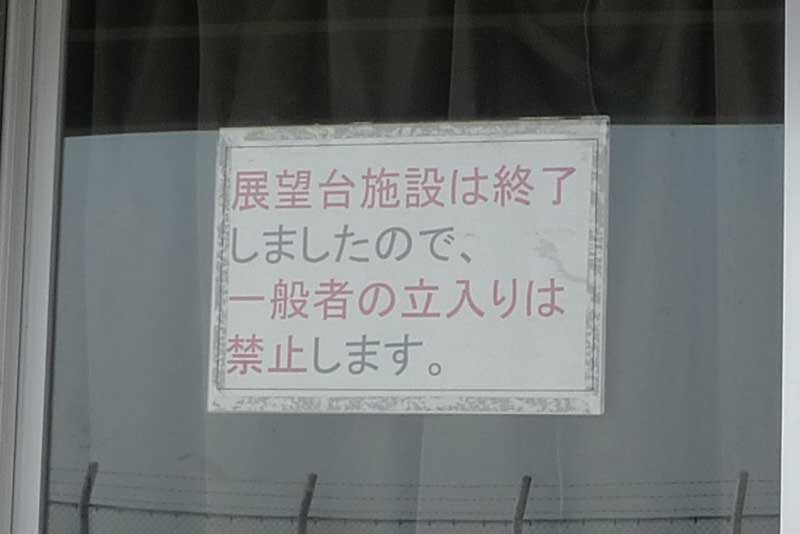 展望台施設は終了
しましたので、
一般者の立入りは
禁止します。